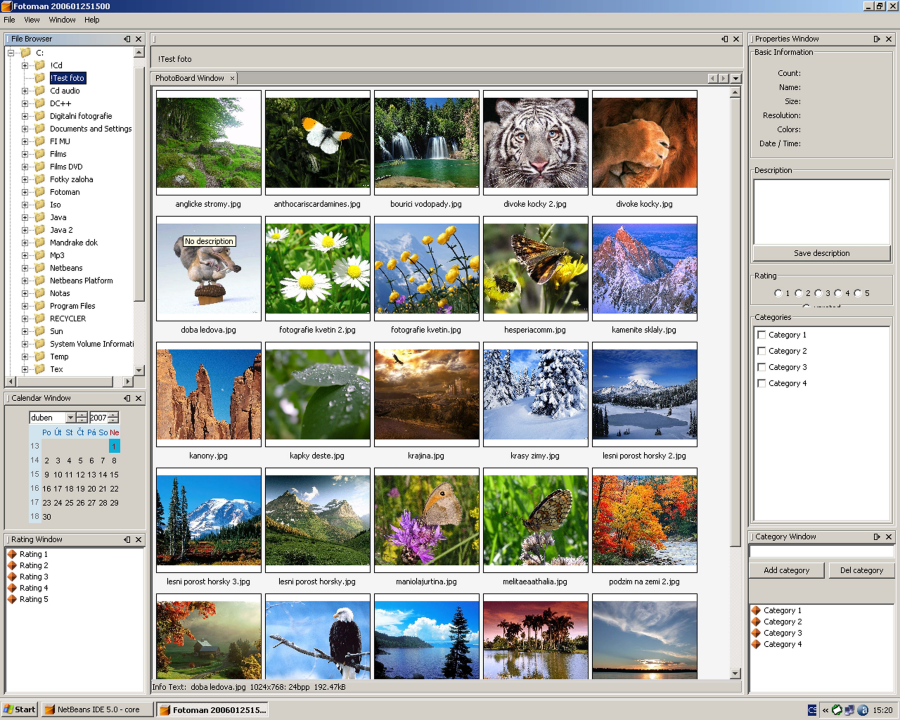 Fotoman 200601251500
File View Window Help
File Browser
C:
!Cd
!Test foto
Cd audio
DC++
Digitalni fotografie
Documents and Settings
FI MU
Films
Films DVD
Fotky zaloha
Fotoman
Iso
Java
Java 2
Mandrake dok
Mp3
Netbeans
Netbeans Platform
Notas
Program Files
RECYCLER
Sun
System Volume Informati
Temp
Tex
Calendar Window
duben 2007
Po Út St Čt Pá So Ne
13 1
14 2 3 4 5 6 7 8
15 9 10 11 12 13 14 15
16 16 17 18 19 20 21 22
17 23 24 25 26 27 28 29
18 30
Rating Window
Rating 1
Rating 2
Rating 3
Rating 4
Rating 5
!Test foto
PhotoBoard Window
anglicke stromy.jpg anthocariscardamines.jpg bourici vodopady.jpg divoke kocky 2.jpg divoke kocky.jpg
No description
doba ledova.jpg fotografie kvetin 2.jpg fotografie kvetin.jpg hesperiacomm.jpg kamenite sklaly.jpg
kanony.jpg kapky deste.jpg krajina.jpg krasy zimy.jpg lesni porost horsky 2.jpg
lesni porost horsky 3.jpg lesni porost horsky.jpg maniolajurtina.jpg melitaeaathalia.jpg podzim na zemi 2.jpg
Info Text: doba ledova.jpg 1024x768: 24bpp 192.47kB
Properties Window
Basic Information
Count:
Name:
Size:
Resolution:
Colors:
Date / Time:
Description
Save description
Rating
1 2 3 4 5
Categories
Category 1
Category 2
Category 3
Category 4
Category Window
Add category Del category
Category 1
Category 2
Category 3
Category 4
Start NetBeans IDE 5.0 - core Fotoman 2006012515... CS « 15:20